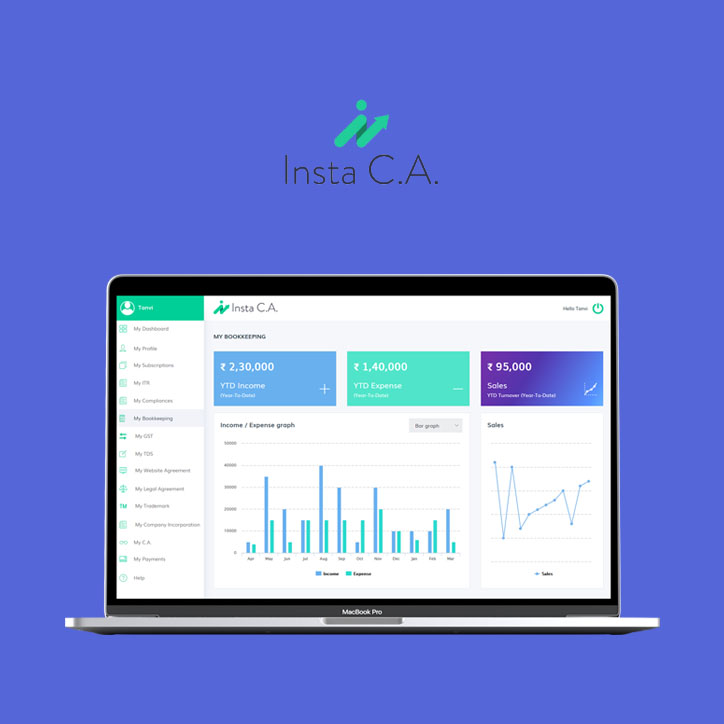 Insta C.A.
Tanvi
Insta C.A.
Hello Tanvi
My Dashboard
My Profile
My Subscriptions
My ITR
My Compliances
My Bookkeeping
My GST
My TDS
My Website Agreement
My Legal Agreement
TM My Trademark
My Company Incorporation
My C.A.
My Payments
? Help
MY BOOKKEEPING
₹ 2,30,000
YTD Income
(Year-To-Date)
₹ 1,40,000
YTD Expense
(Year-To-Date)
₹ 95,000
Sales
YTD Turnover (Year-To-Date)
Income / Expense graph
Bar graph
50000
40000
30000
20000
10000
0
Apr May Jun Jul Aug Sep Oct Nov Dec Jan Feb Mar
Income Expense
Sales
Sales
MacBook Pro